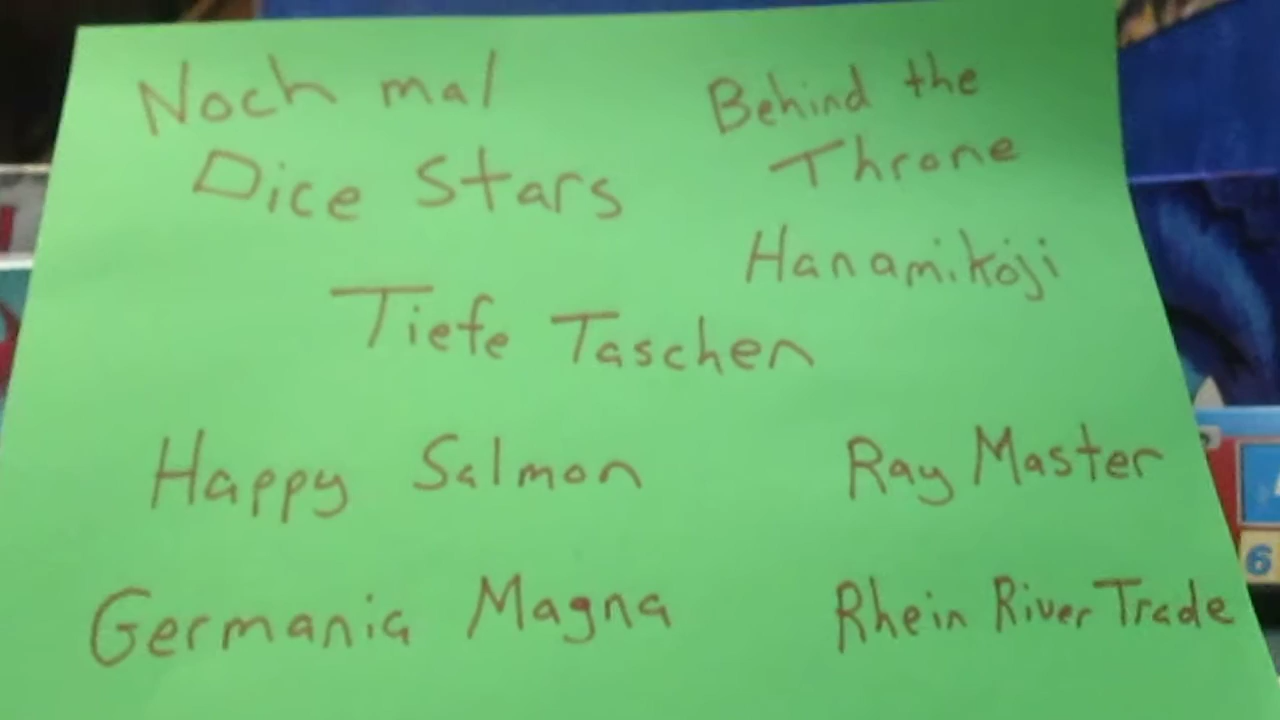 Noch mal
Dice Stars
Behind the
Throne
Hanamikoji
Tiefe Taschen
Happy Salmon
Ray Master
Germania Magna
Rhein River Trade
6